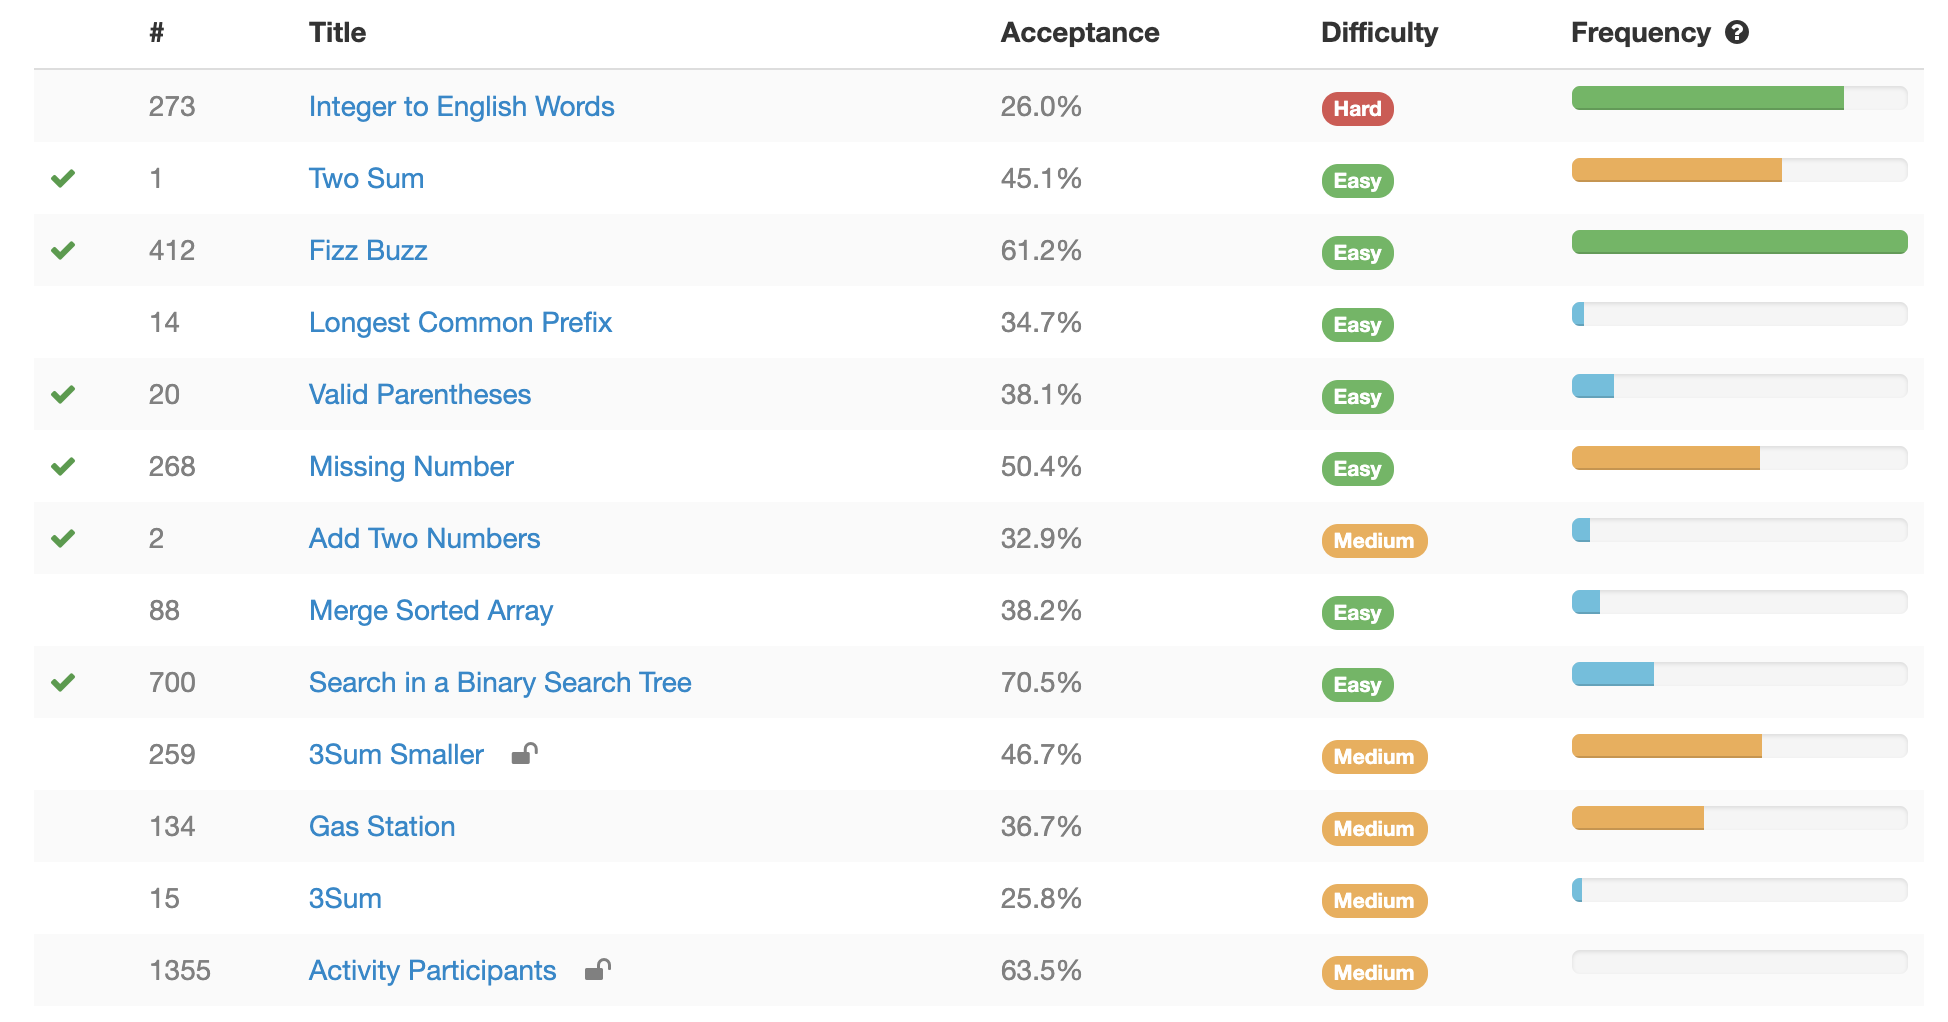 # Title Acceptance Difficulty Frequency ?
273 Integer to English Words 26.0% Hard
1 Two Sum 45.1% Easy
412 Fizz Buzz 61.2% Easy
14 Longest Common Prefix 34.7% Easy
20 Valid Parentheses 38.1% Easy
268 Missing Number 50.4% Easy
2 Add Two Numbers 32.9% Medium
88 Merge Sorted Array 38.2% Easy
700 Search in a Binary Search Tree 70.5% Easy
259 3Sum Smaller 46.7% Medium
134 Gas Station 36.7% Medium
15 3Sum 25.8% Medium
1355 Activity Participants 63.5% Medium